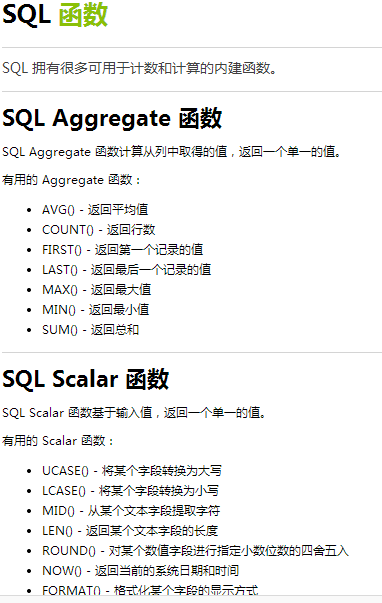 SQL 函数
SQL 拥有很多可用于计数和计算的内建函数。
SQL Aggregate 函数
SQL Aggregate 函数计算从列中取得的值，返回一个单一的值。
有用的 Aggregate 函数：
• AVG() - 返回平均值
• COUNT() - 返回行数
• FIRST() - 返回第一个记录的值
• LAST() - 返回最后一个记录的值
• MAX() - 返回最大值
• MIN() - 返回最小值
• SUM() - 返回总和
SQL Scalar 函数
SQL Scalar 函数基于输入值，返回一个单一的值。
有用的 Scalar 函数：
• UCASE() - 将某个字段转换为大写
• LCASE() - 将某个字段转换为小写
• MID() - 从某个文本字段提取字符
• LEN() - 返回某个文本字段的长度
• ROUND() - 对某个数值字段进行指定小数位数的四舍五入
• NOW() - 返回当前的系统日期和时间
• FORMAT() - 格式化某个字段的显示方式